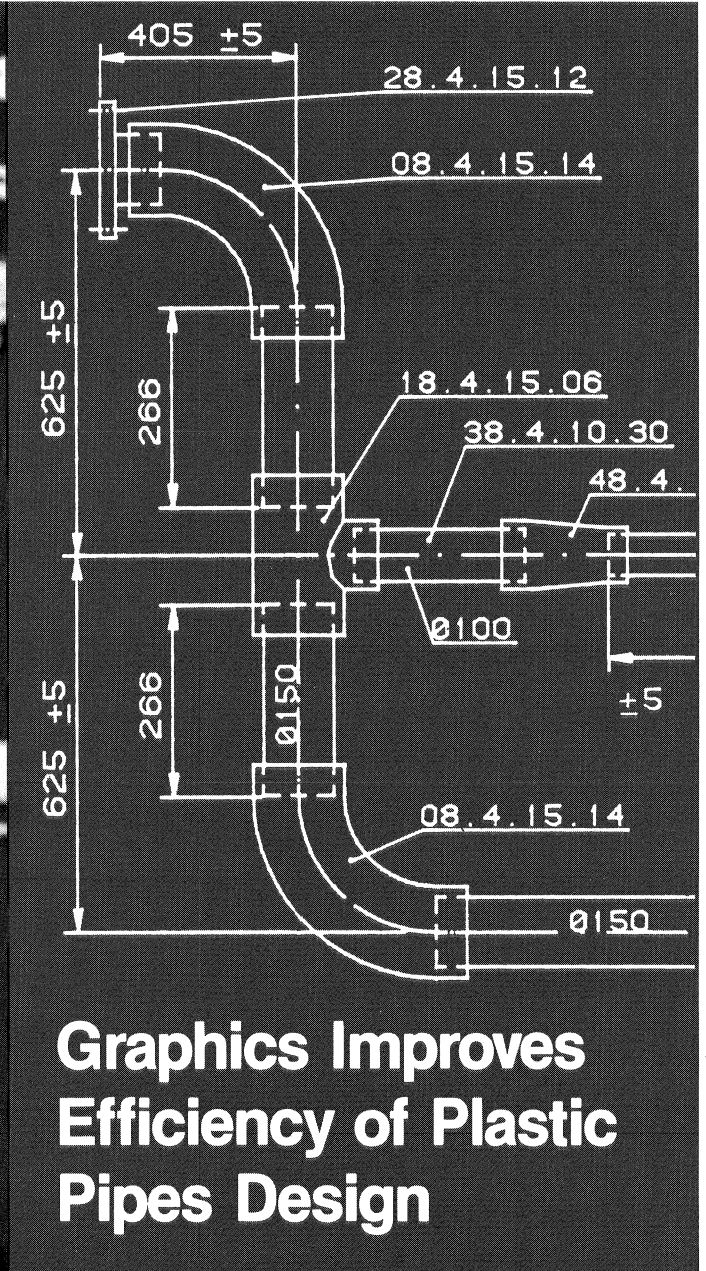 405 ±5
28.4.15.12
08.4.15.14
625 ±5
266
18.4.15.06
38.4.10.30
48.4.
Ø100
±5
625 ±5
266
Ø150
08.4.15.14
Ø150
Graphics Improves
Efficiency of Plastic
Pipes Design